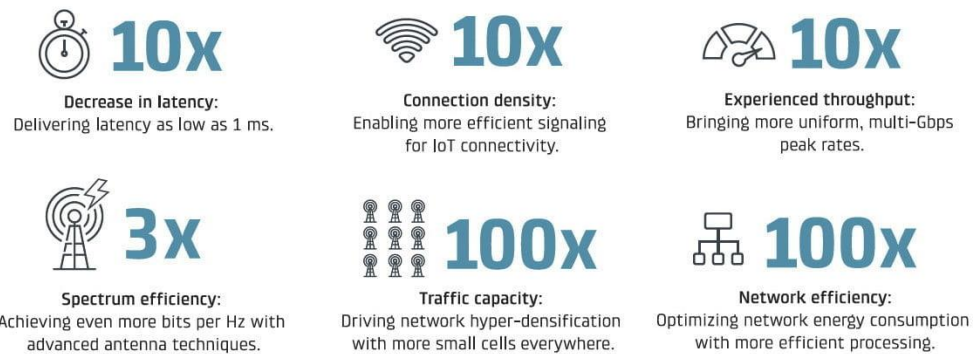 10x
Decrease in latency:
Delivering latency as low as 1 ms.
10x
Connection density:
Enabling more efficient signaling
for IoT connectivity.
10x
Experienced throughput:
Bringing more uniform, multi-Gbps
peak rates.
3x
Spectrum efficiency:
Achieving even more bits per Hz with
advanced antenna techniques.
100x
Traffic capacity:
Driving network hyper-densification
with more small cells everywhere.
100x
Network efficiency:
Optimizing network energy consumption
with more efficient processing.